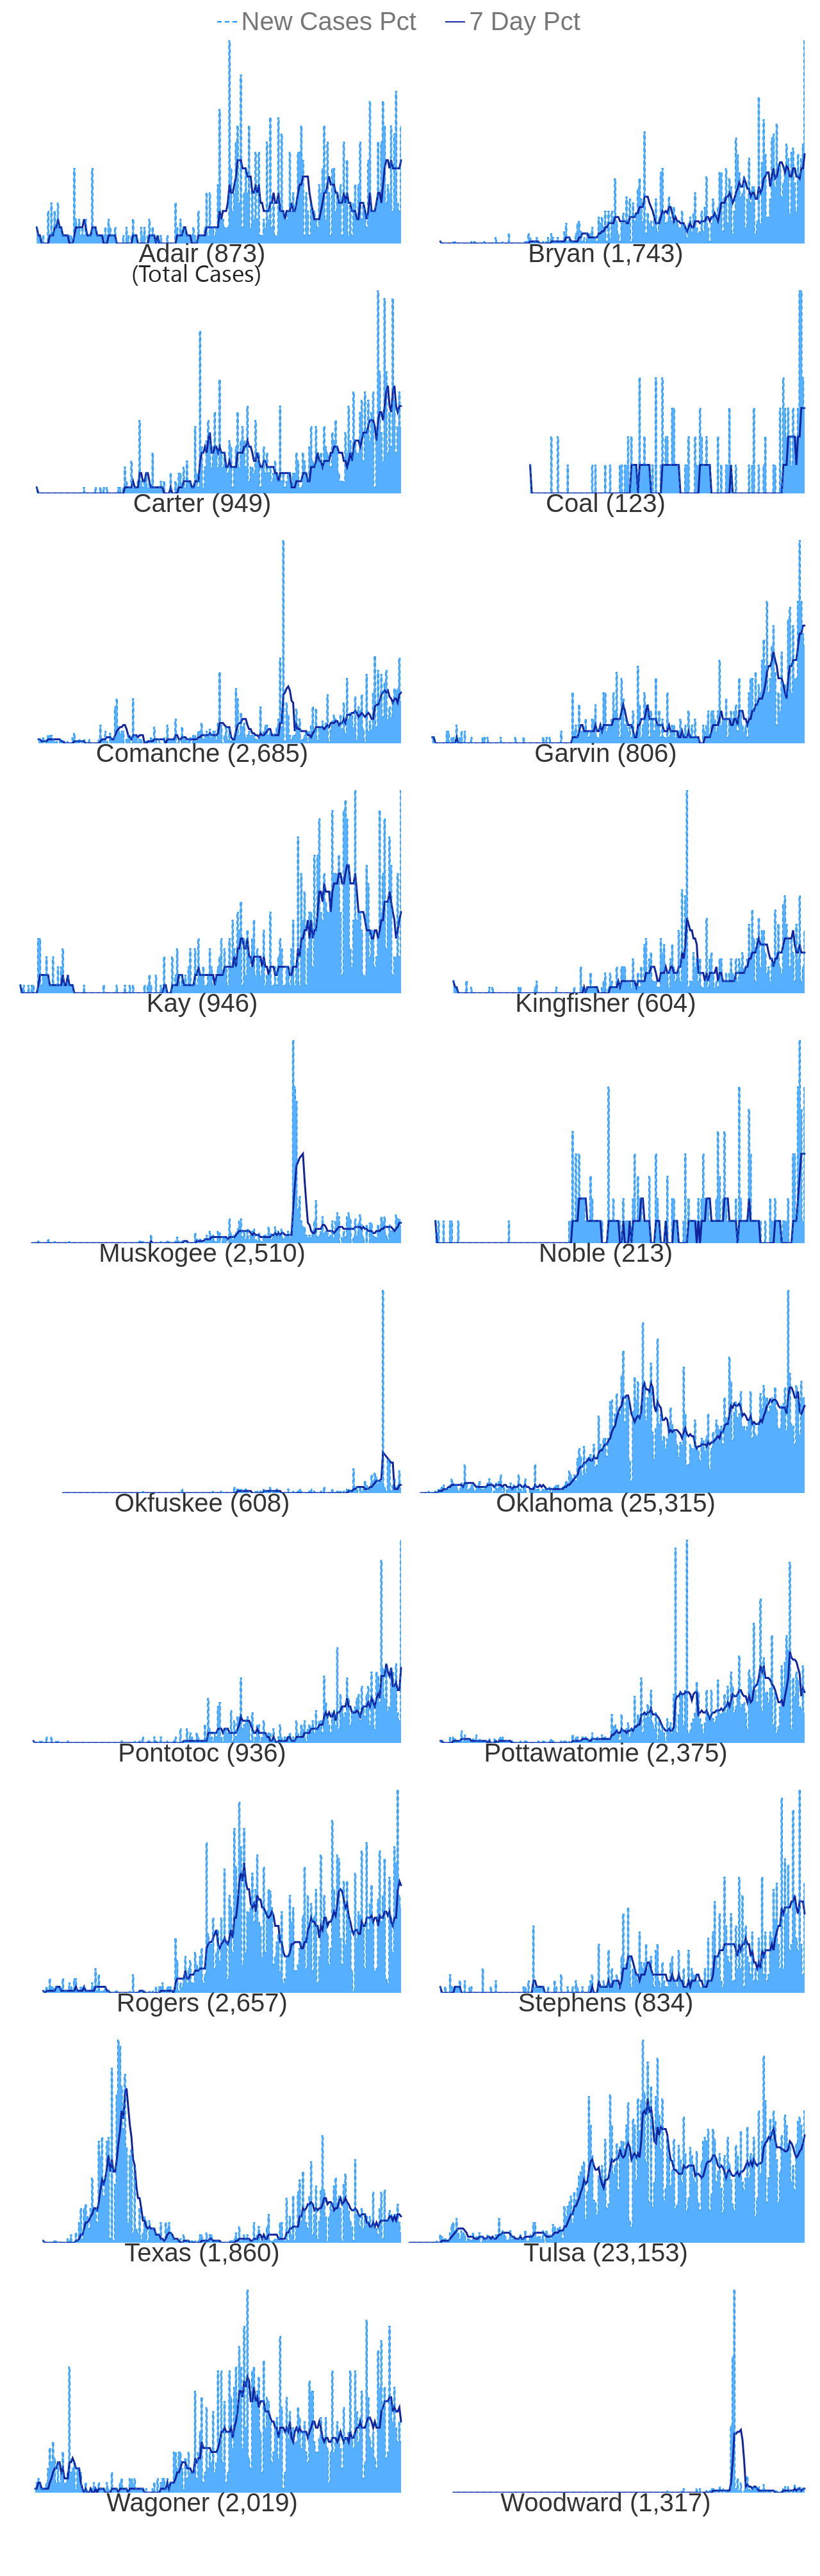 New Cases Pct 7 Day Pct
Adair (873) Bryan (1,743)
(Total Cases)
Carter (949) Coal (123)
Comanche (2,685) Garvin (806)
Kay (946) Kingfisher (604)
Muskogee (2,510) Noble (213)
Okfuskee (608) Oklahoma (25,315)
Pontotoc (936) Pottawatomie (2,375)
Rogers (2,657) Stephens (834)
Texas (1,860) Tulsa (23,153)
Wagoner (2,019) Woodward (1,317)